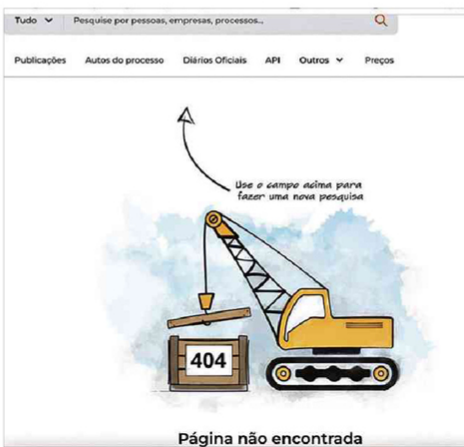 Tudo
Pesquise por pessoas, empresas, processos...
Publicações Autos do processo Diários Oficiais API Outros Preços
Use o campo acima para
fazer uma nova pesquisa
404
Página não encontrada